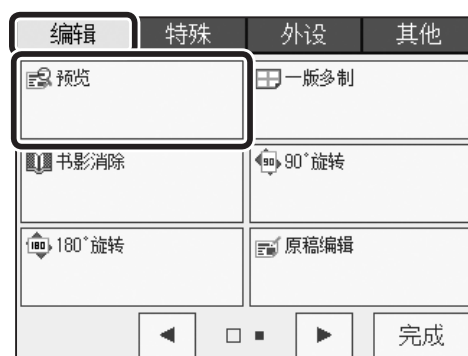 编辑 特殊 外设 其他
预览 一版多制
书影消除 90°旋转
180°旋转 原稿编辑
完成